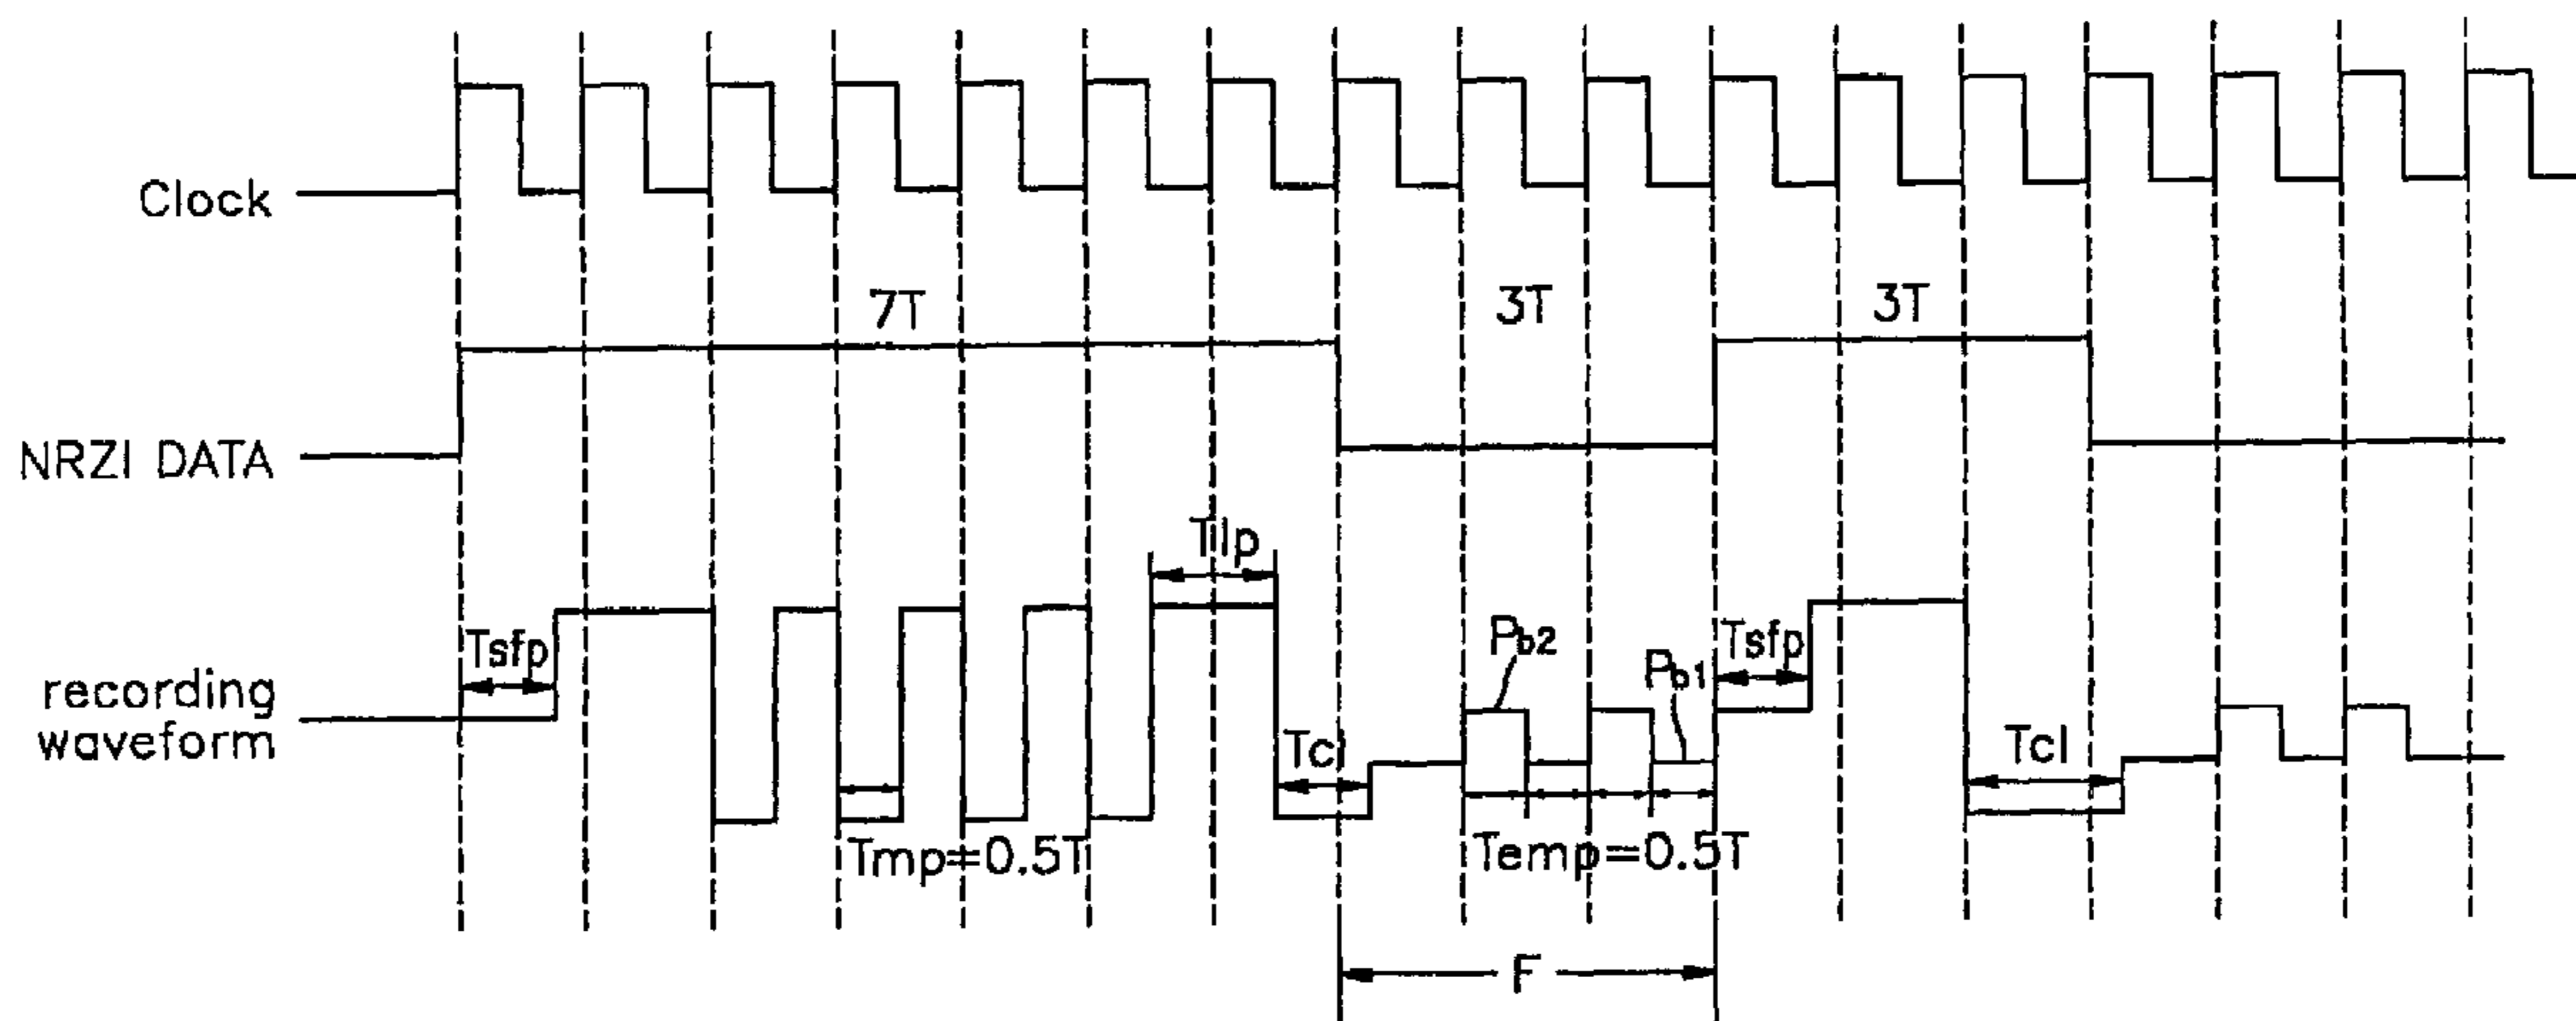 Clock
7T 3T 3T
NRZI DATA
Tlp
Tsfp Pb2 Pb1 Tsfp
recording
waveform
Tcl Tcl
Tmp=0.5T Temp=0.5T
F